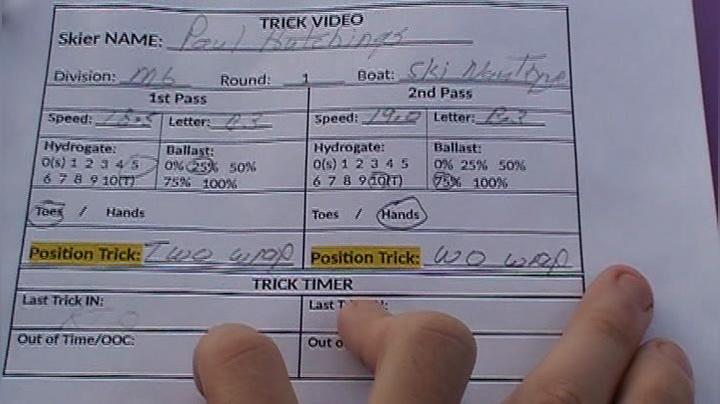 TRICK VIDEO
Skier NAME: Paul Hutchings
Division: M6 Round: 1 Boat: Ski Nautique
1st Pass 2nd Pass
Speed: 18.5 Letter: Speed: 19.0 Letter:
Hydrogate: Ballast: Hydrogate: Ballast:
0(s) 1 2 3 4 5 0% 25% 50% 0(s) 1 2 3 4 5 0% 25% 50%
6 7 8 9 10(T) 75% 100% 6 7 8 9 10(T) 75% 100%
Toes / Hands Toes / Hands
Position Trick: Two wrap Position Trick: WO wrap
TRICK TIMER
Last Trick IN: Last
Out of Time/OOC: Out